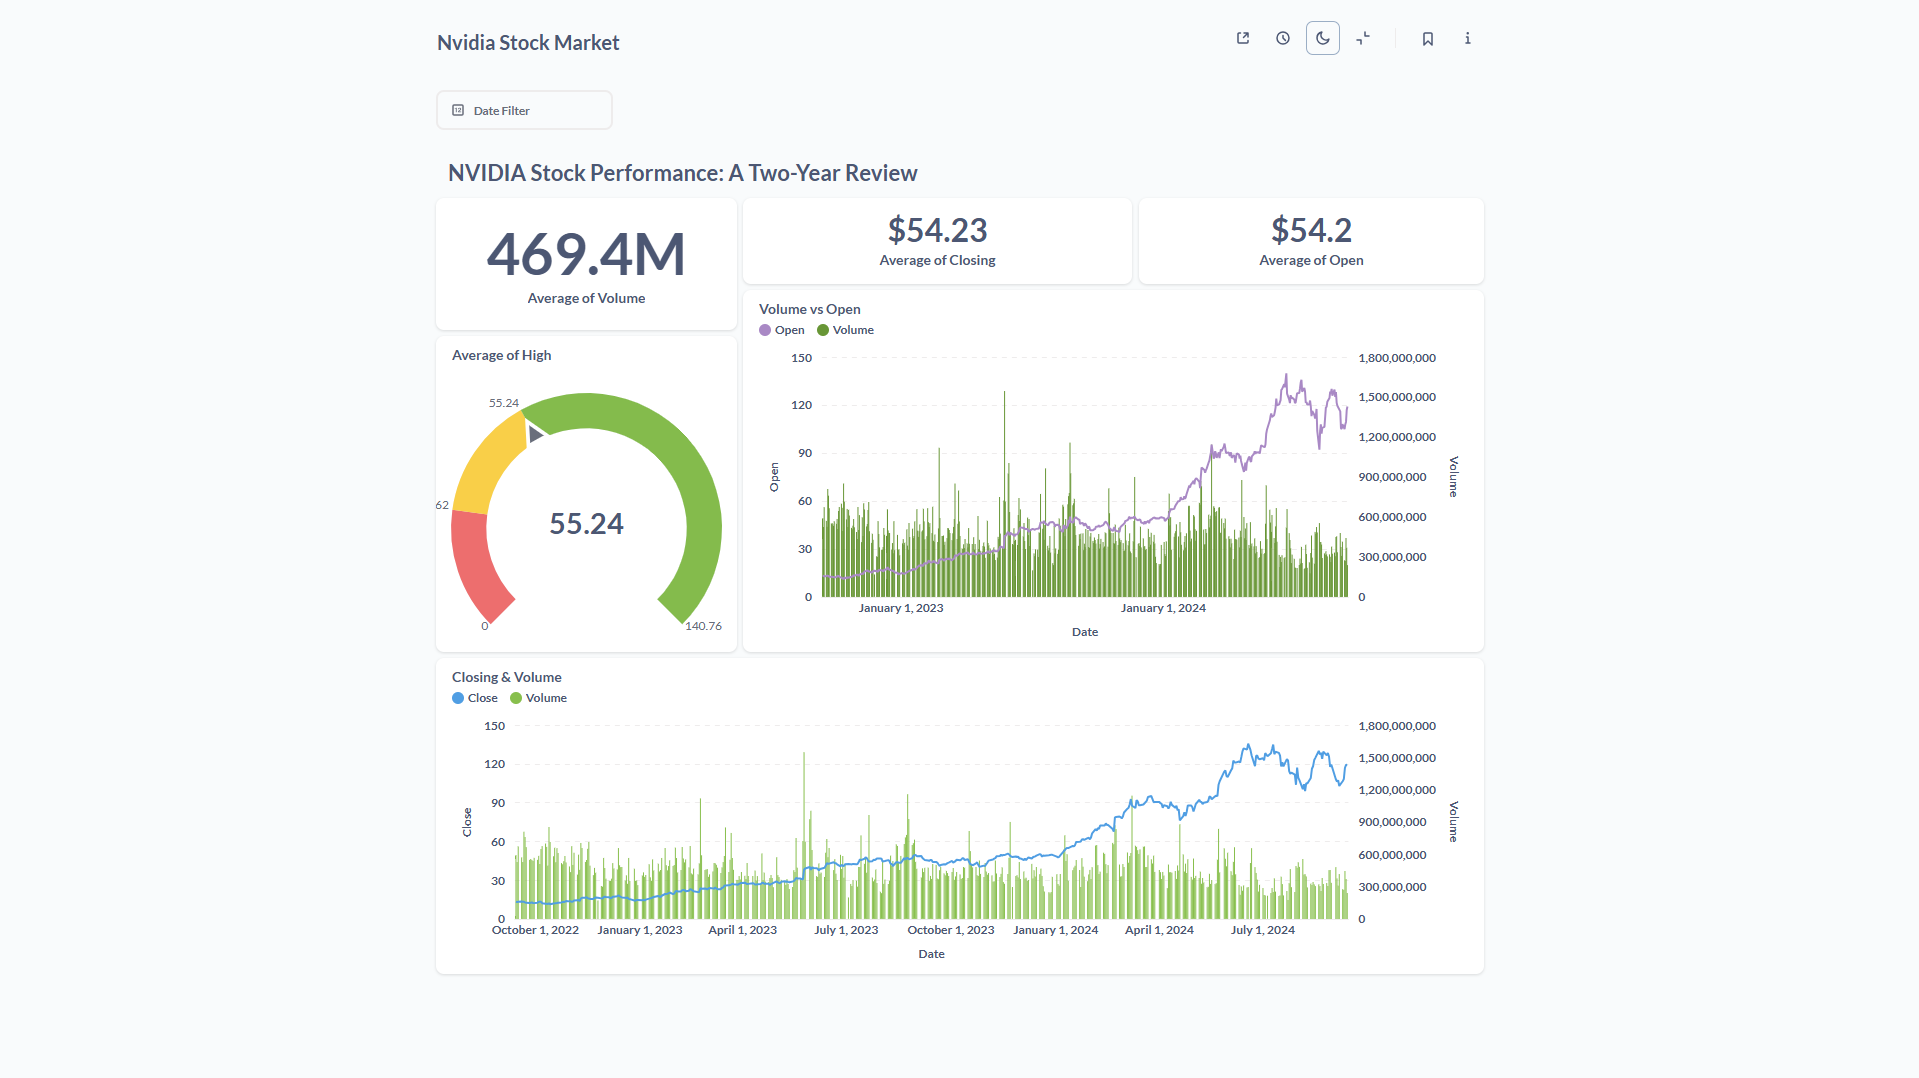 Nvidia Stock Market
Date Filter
NVIDIA Stock Performance: A Two-Year Review
469.4M
Average of Volume
$54.23
Average of Closing
$54.2
Average of Open
Average of High
55.24
62
55.24
0
140.76
Volume vs Open
Open Volume
150
120
90
60
30
0
Open
1,800,000,000
1,500,000,000
1,200,000,000
900,000,000
600,000,000
300,000,000
0
Volume
January 1, 2023 January 1, 2024
Date
Closing & Volume
Close Volume
150
120
90
60
30
0
Close
1,800,000,000
1,500,000,000
1,200,000,000
900,000,000
600,000,000
300,000,000
0
Volume
October 1, 2022 January 1, 2023 April 1, 2023 July 1, 2023 October 1, 2023 January 1, 2024 April 1, 2024 July 1, 2024
Date